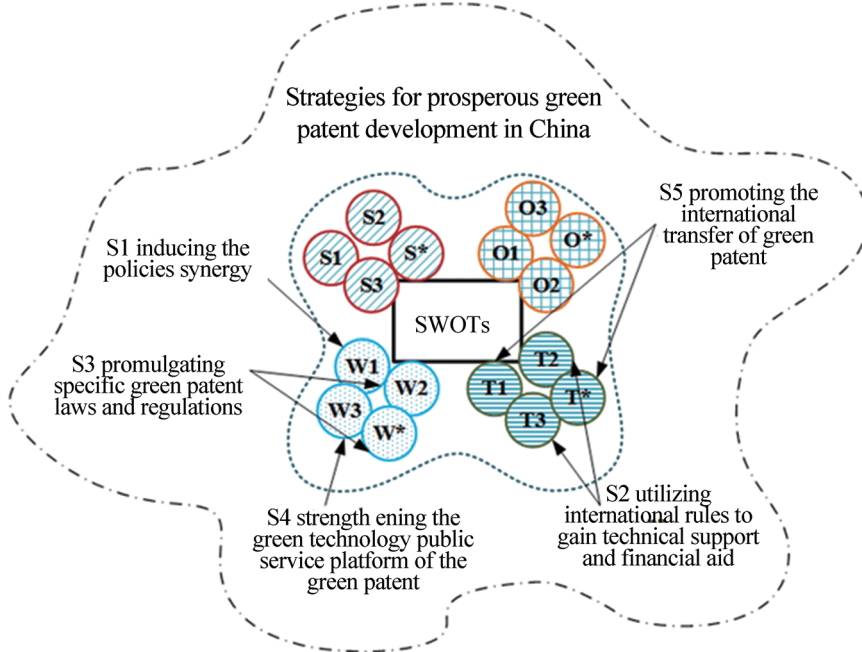 Strategies for prosperous green
patent development in China
S5 promoting the
international
transfer of green
patent
S1 inducing the
policies synergy
S2
S1
S*
S3
O3
O1
O*
O2
SWOTs
S3 promulgating
specific green patent
laws and regulations
W1
W2
W3
W*
T2
T1
T*
T3
S4 strength ening the
green technology public
service platform of the
green patent
S2 utilizing
international rules to
gain technical support
and financial aid